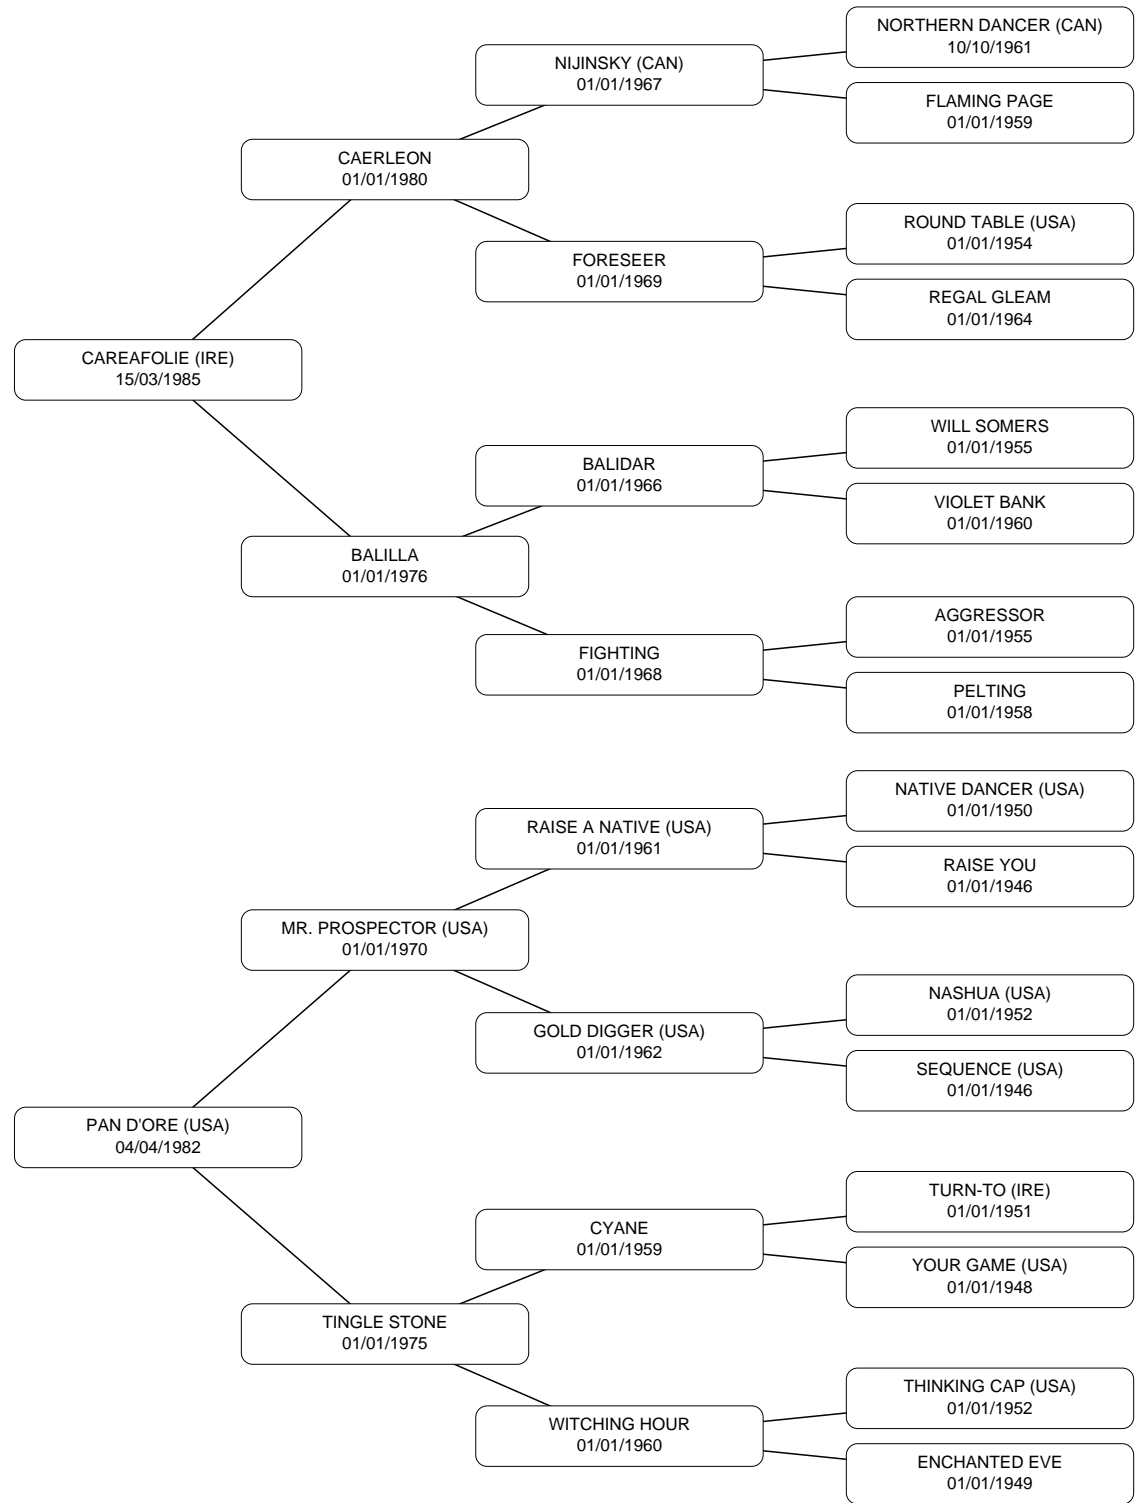 NORTHERN DANCER (CAN)
10/10/1961
NIJINSKY (CAN)
01/01/1967
FLAMING PAGE
01/01/1959
CAERLEON
01/01/1980
ROUND TABLE (USA)
01/01/1954
FORESEER
01/01/1969
REGAL GLEAM
01/01/1964
CAREAFOLIE (IRE)
15/03/1985
WILL SOMERS
01/01/1955
BALIDAR
01/01/1966
VIOLET BANK
01/01/1960
BALILLA
01/01/1976
AGGRESSOR
01/01/1955
FIGHTING
01/01/1968
PELTING
01/01/1958
NATIVE DANCER (USA)
01/01/1950
RAISE A NATIVE (USA)
01/01/1961
RAISE YOU
01/01/1946
MR. PROSPECTOR (USA)
01/01/1970
NASHUA (USA)
01/01/1952
GOLD DIGGER (USA)
01/01/1962
SEQUENCE (USA)
01/01/1946
PAN D'ORE (USA)
04/04/1982
TURN-TO (IRE)
01/01/1951
CYANE
01/01/1959
YOUR GAME (USA)
01/01/1948
TINGLE STONE
01/01/1975
THINKING CAP (USA)
01/01/1952
WITCHING HOUR
01/01/1960
ENCHANTED EVE
01/01/1949